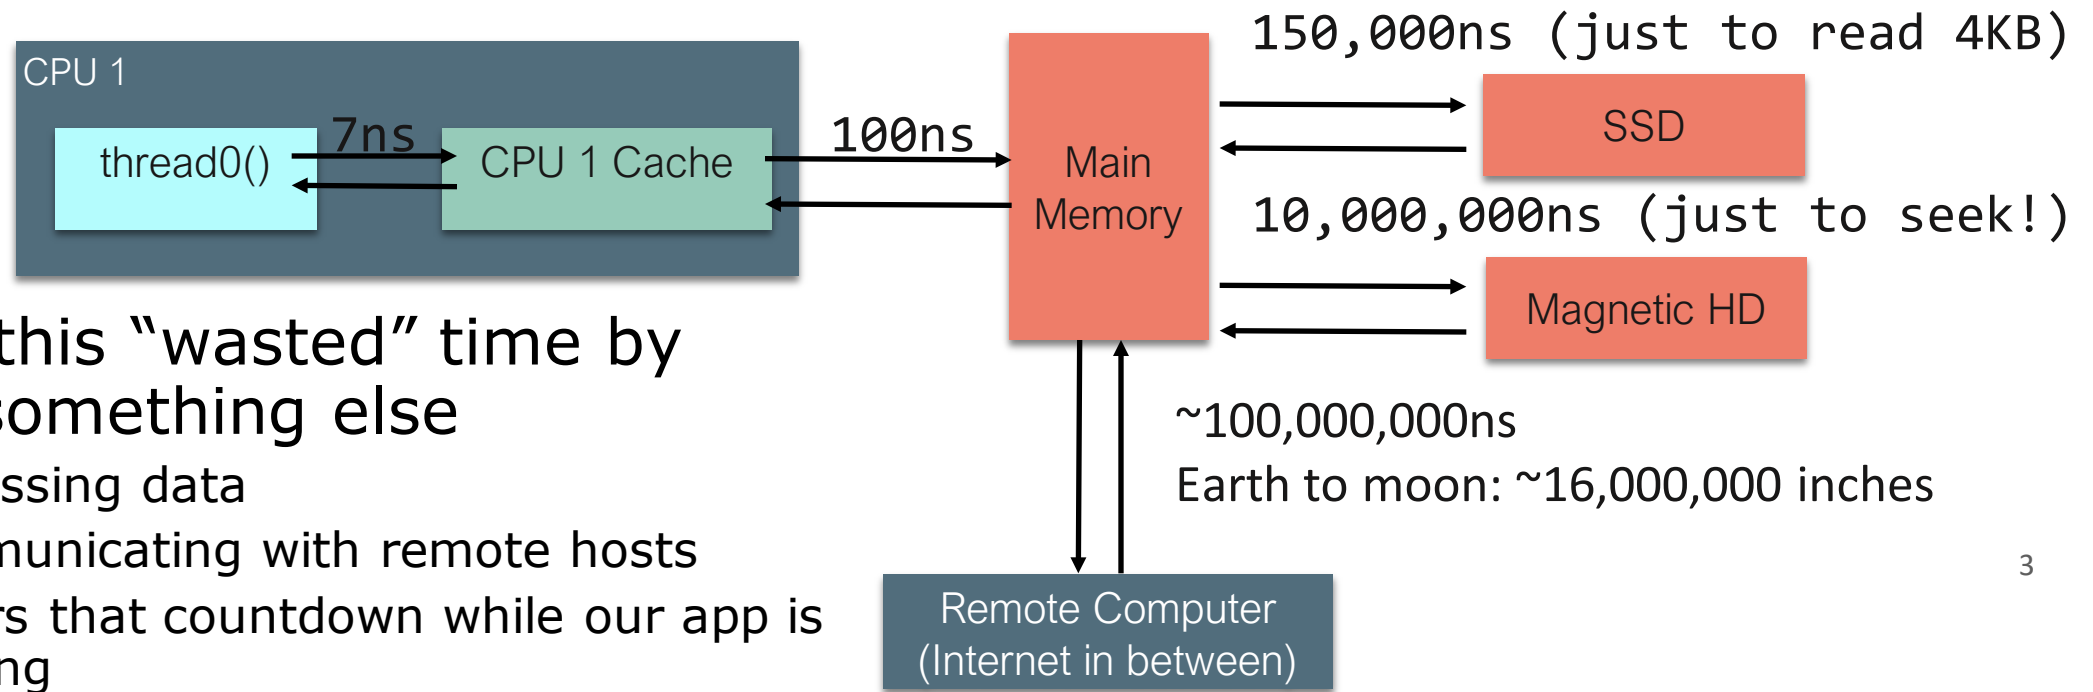 150,000ns (just to read 4KB)
CPU 1
SSD
7ns
100ns
thread0()
CPU 1 Cache
Main
Memory
10,000,000ns (just to seek!)
Magnetic HD
this “wasted” time by
something else
ssing data
municating with remote hosts
rs that countdown while our app is
ng
~100,000,000ns
Earth to moon: ~16,000,000 inches
3
Remote Computer
(Internet in between)